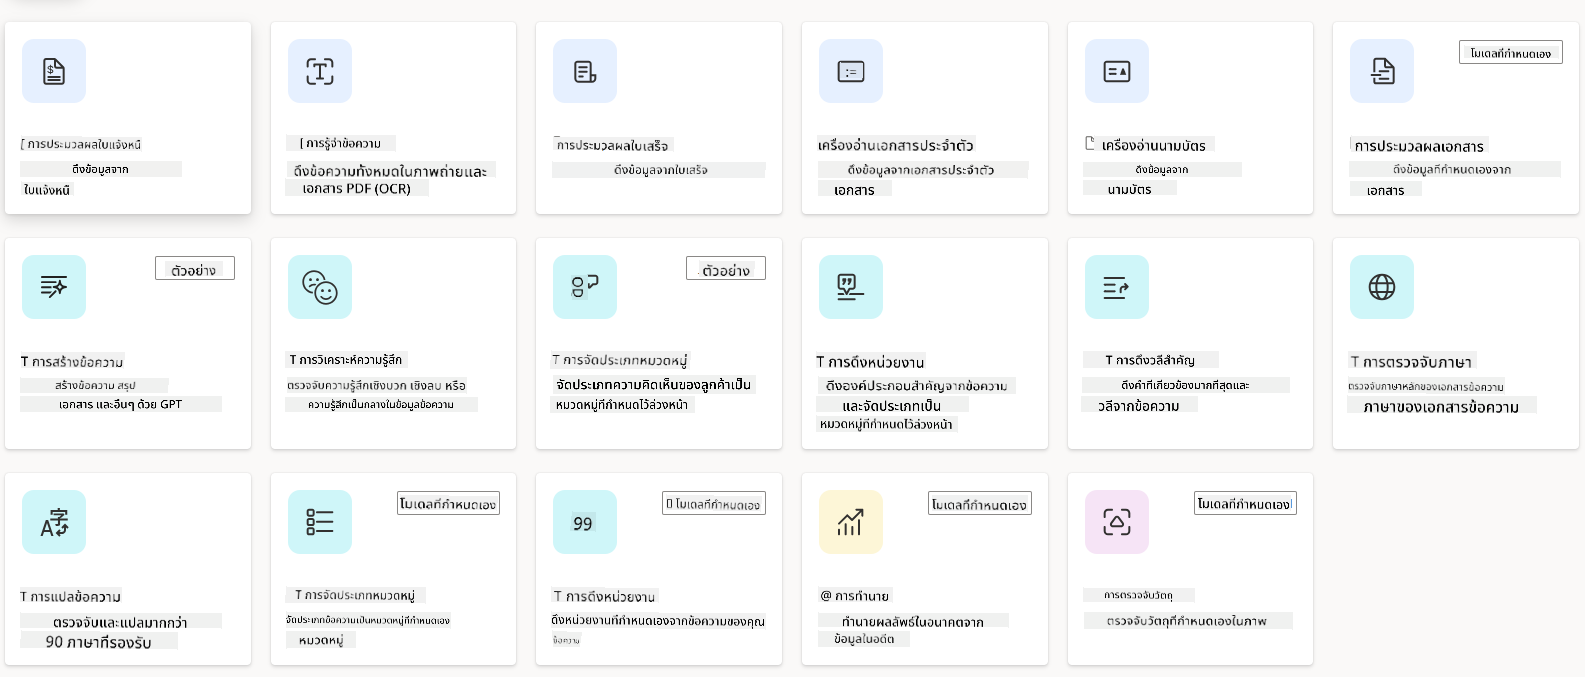 [ การประมวลผลใบแจ้งหนี้
ดึงข้อมูลจาก
ใบแจ้งหนี้
[ การรู้จำข้อความ
ดึงข้อความทั้งหมดในภาพถ่ายและ
เอกสาร PDF (OCR)
การประมวลผลใบเสร็จ
ดึงข้อมูลจากใบเสร็จ
เครื่องอ่านเอกสารประจำตัว
ดึงข้อมูลจากเอกสารประจำตัว
เอกสาร
เครื่องอ่านนามบัตร
ดึงข้อมูลจาก
นามบัตร
โมเดลที่กำหนดเอง
การประมวลผลเอกสาร
ดึงข้อมูลที่กำหนดเองจาก
เอกสาร
ตัวอย่าง
T การสร้างข้อความ
สร้างข้อความ สรุป
เอกสาร และอื่นๆ ด้วย GPT
T การวิเคราะห์ความรู้สึก
ตรวจจับความรู้สึกเชิงบวก เชิงลบ หรือ
ความรู้สึกเป็นกลางในข้อมูลข้อความ
ตัวอย่าง
T การจัดประเภทหมวดหมู่
จัดประเภทความคิดเห็นของลูกค้าเป็น
หมวดหมู่ที่กำหนดไว้ล่วงหน้า
T การดึงหน่วยงาน
ดึงองค์ประกอบสำคัญจากข้อความ
และจัดประเภทเป็น
หมวดหมู่ที่กำหนดไว้ล่วงหน้า
T การดึงวลีสำคัญ
ดึงคำที่เกี่ยวข้องมากที่สุดและ
วลีจากข้อความ
T การตรวจจับภาษา
ตรวจจับภาษาหลักของเอกสารข้อความ
ภาษาของเอกสารข้อความ
T การแปลข้อความ
ตรวจจับและแปลมากกว่า
90 ภาษาที่รองรับ
โมเดลที่กำหนดเอง
T การจัดประเภทหมวดหมู่
จัดประเภทข้อความเป็นหมวดหมู่ที่กำหนดเอง
หมวดหมู่
99
โมเดลที่กำหนดเอง
T การดึงหน่วยงาน
ดึงหน่วยงานที่กำหนดเองจากข้อความของคุณ
ข้อความ
โมเดลที่กำหนดเอง
@ การทำนาย
ทำนายผลลัพธ์ในอนาคตจาก
ข้อมูลในอดีต
โมเดลที่กำหนดเอง
การตรวจจับวัตถุ
ตรวจจับวัตถุที่กำหนดเองในภาพ